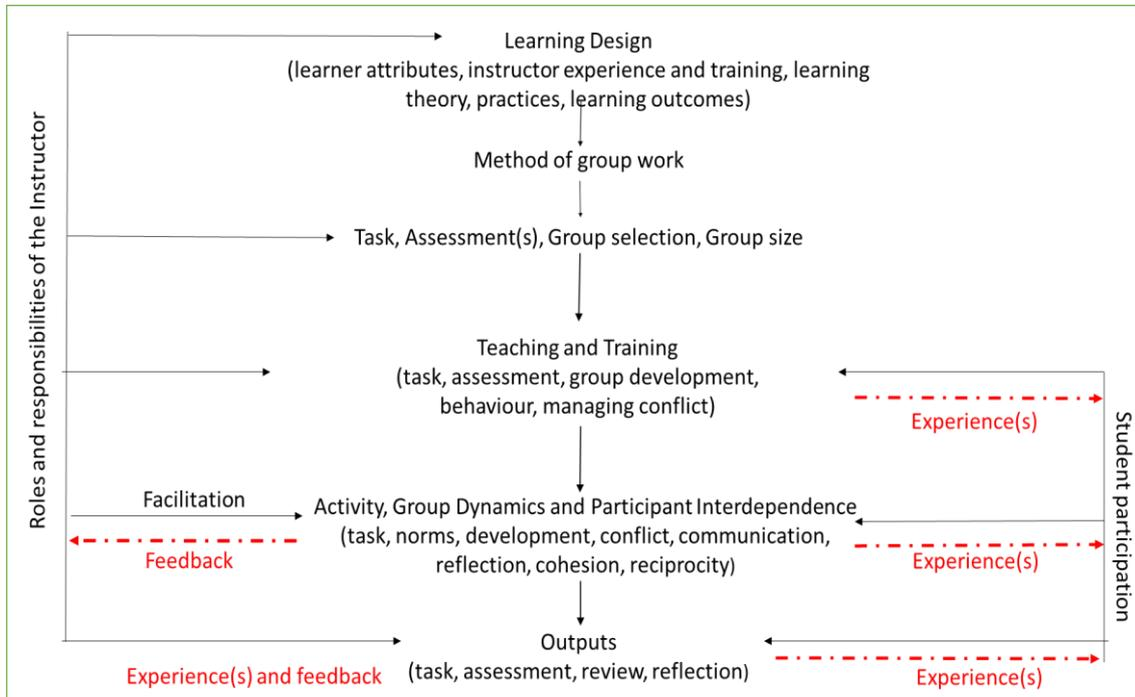 Learning Design
(learner attributes, instructor experience and training, learning
theory, practices, learning outcomes)
Method of group work
Task, Assessment(s), Group selection, Group size
Teaching and Training
(task, assessment, group development,
behaviour, managing conflict)
Experience(s)
Facilitation
Activity, Group Dynamics and Participant Interdependence
(task, norms, development, conflict, communication,
reflection, cohesion, reciprocity)
Feedback
Experience(s)
Outputs
(task, assessment, review, reflection)
Experience(s) and feedback
Experience(s)
Roles and responsibilities of the Instructor
Student participation